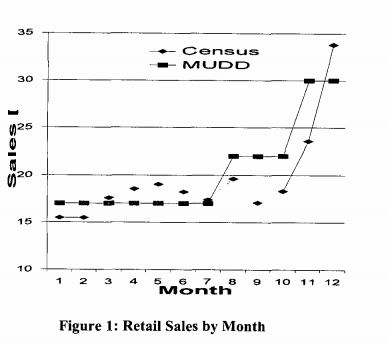 35
Census
MUDD
30
25
20
15
10
Sales [
1 2 3 4 5 6 7 8 9 10 11 12
Month
Figure 1: Retail Sales by Month